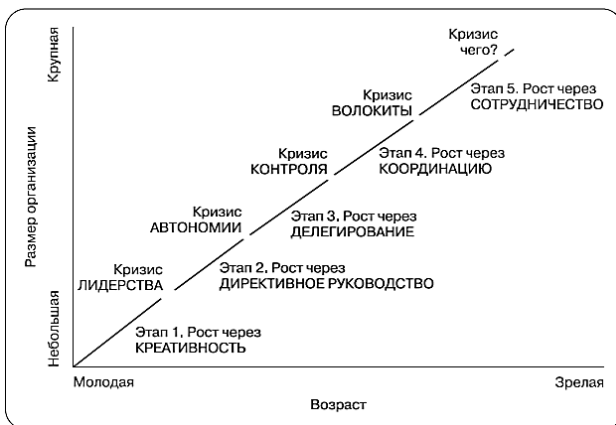 Крупная
Размер организации
Небольшая
Кризис
чего?
Этап 5. Рост через
СОТРУДНИЧЕСТВО
Кризис
ВОЛОКИТЫ
Этап 4. Рост через
КООРДИНАЦИЮ
Кризис
КОНТРОЛЯ
Этап 3. Рост через
ДЕЛЕГИРОВАНИЕ
Кризис
АВТОНОМИИ
Этап 2. Рост через
ДИРЕКТИВНОЕ РУКОВОДСТВО
Кризис
ЛИДЕРСТВА
Этап 1. Рост через
КРЕАТИВНОСТЬ
Молодая
Зрелая
Возраст